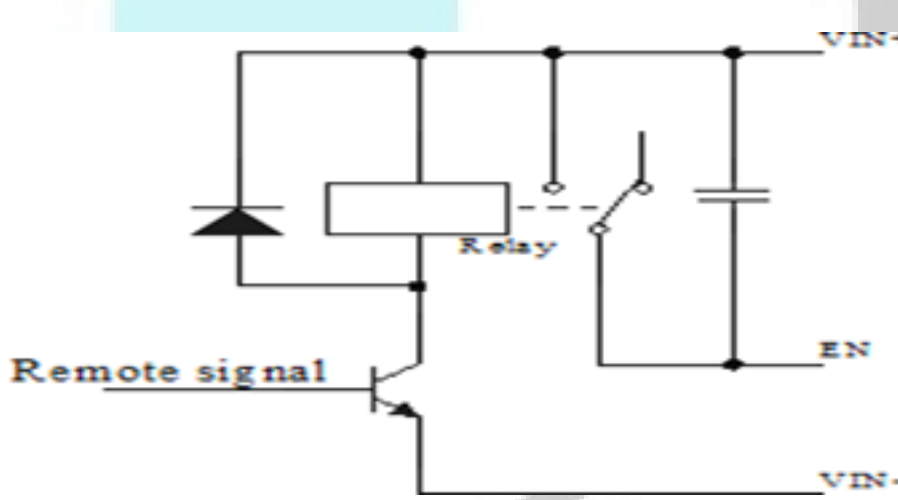 VIN+
Relay
Remote signal
EN
VIN-